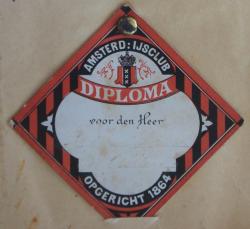 AMSTERD: IJSCLUB
DIPLOMA
voor den Heer
OPGERICHT 1864